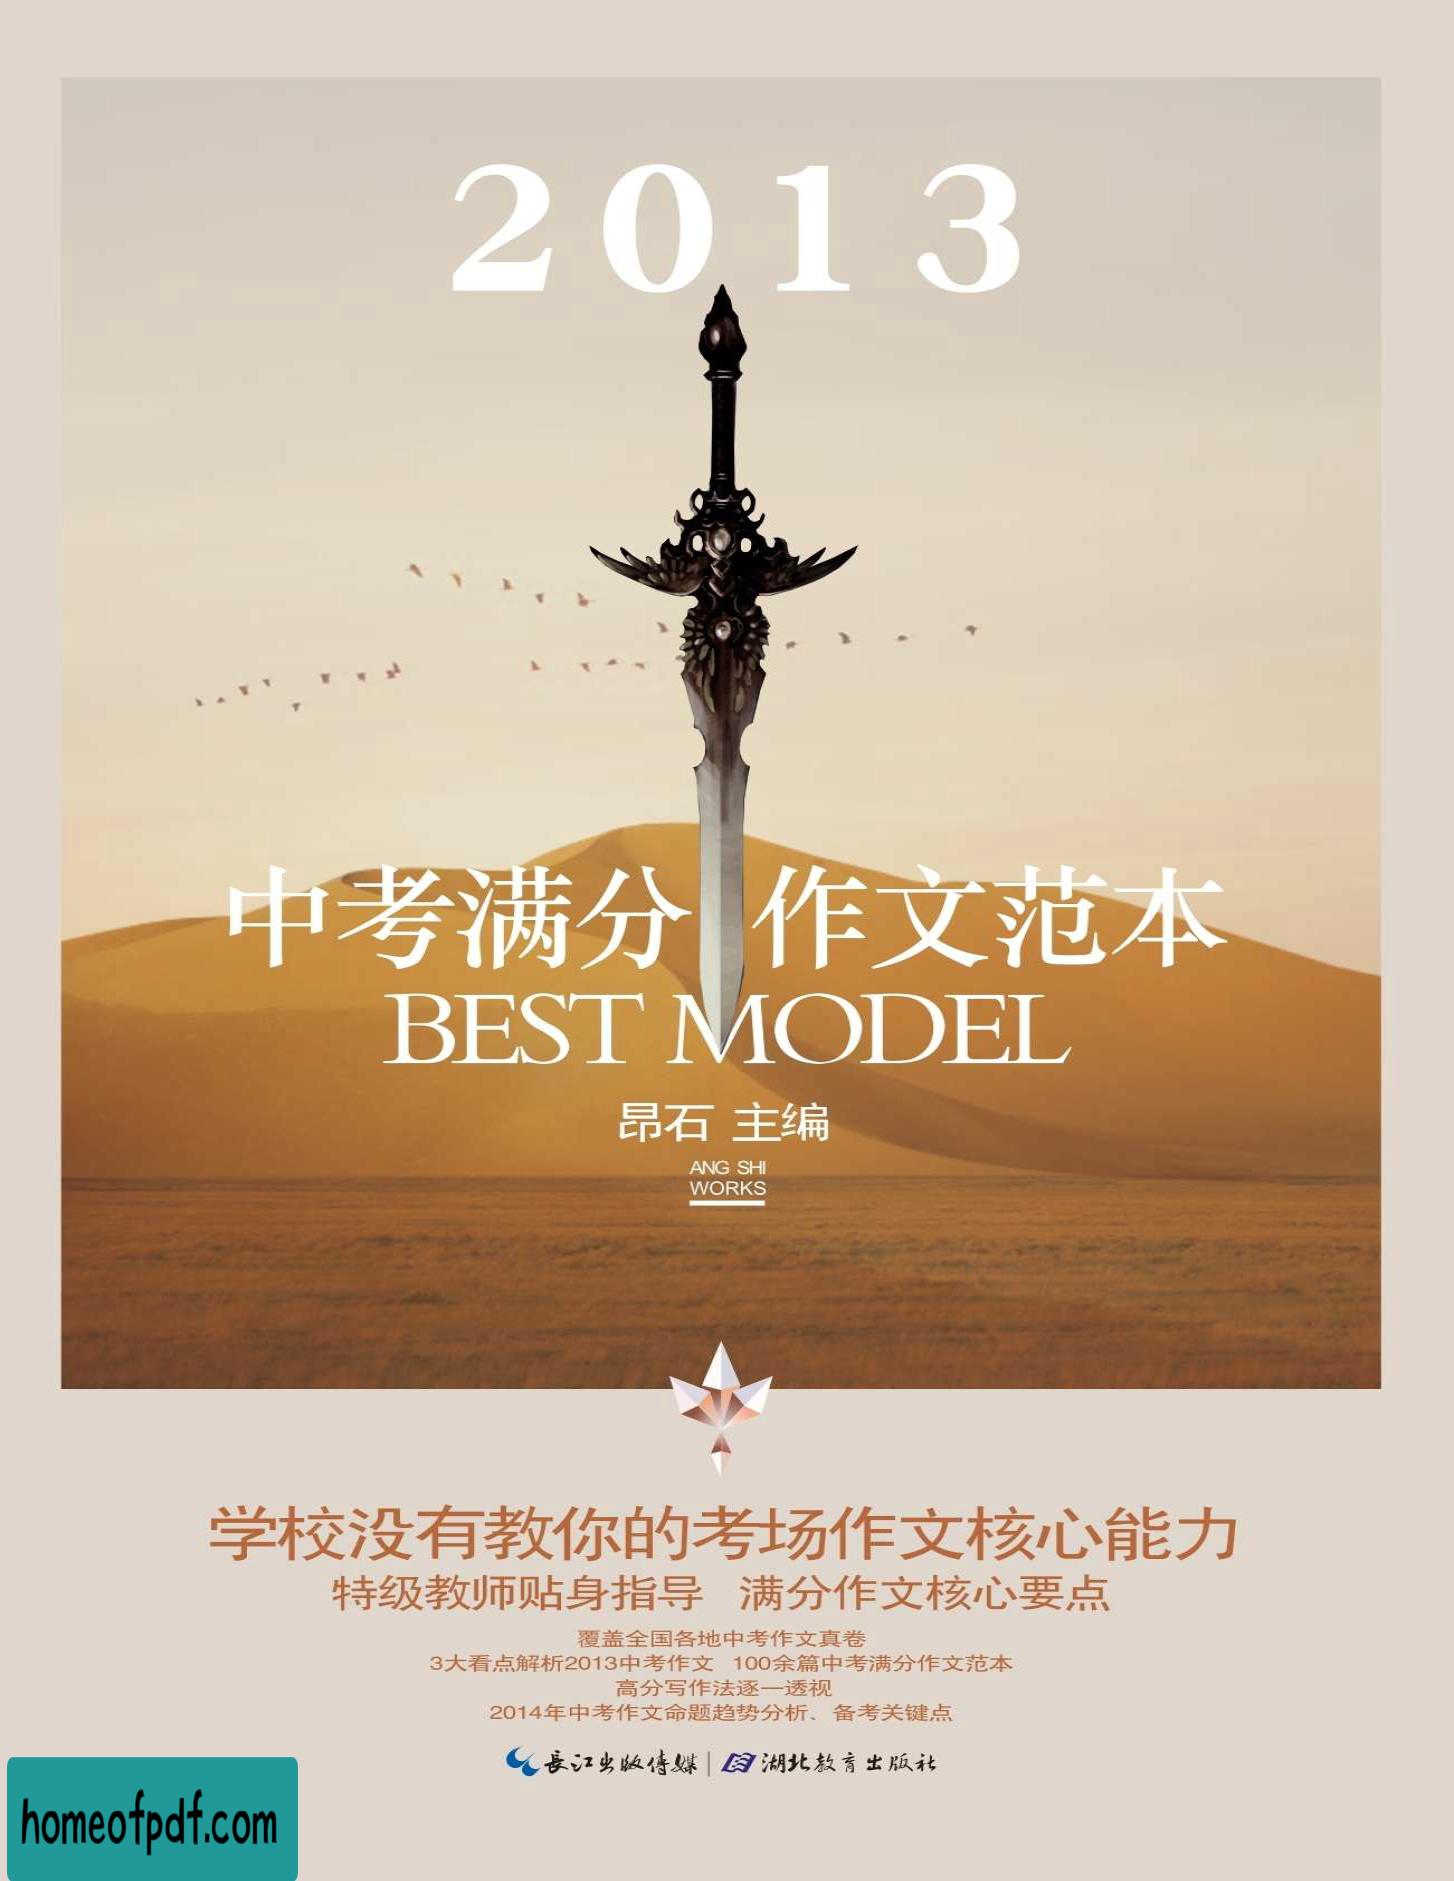 2013
中考满分 作文范本
BEST MODEL
昂石 主编
ANG SHI
WORKS
学校没有教你的考场作文核心能力
特级教师贴身指导 满分作文核心要点
覆盖全国各地中考作文真卷
3大看点解析2013中考作文 100余篇中考满分作文范本
高分写作法逐一透视
2014年中考作文命题趋势分析、备考关键点
長江出版傳媒 | 湖北教育出版社
homeofpdf.com